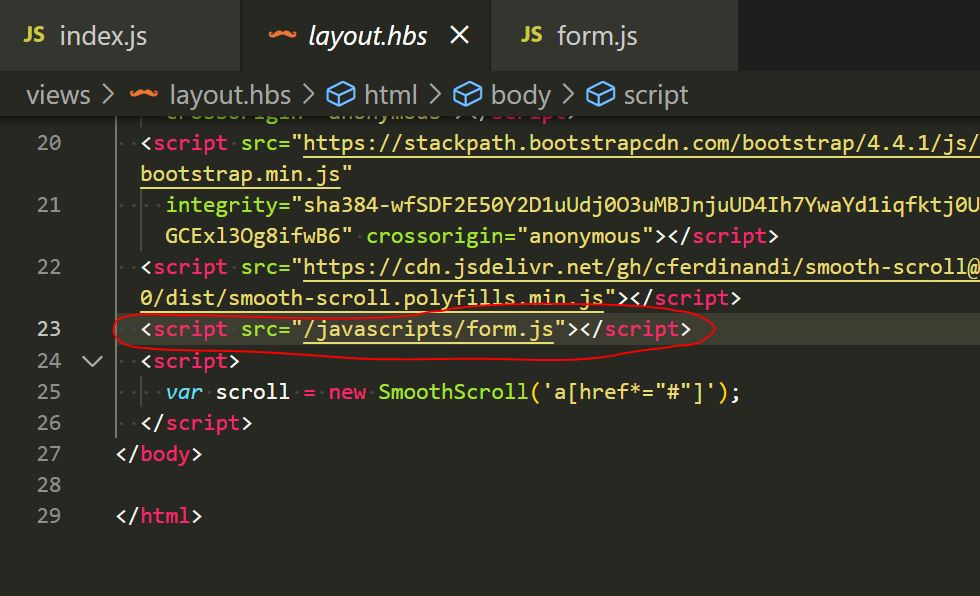 JS index.js layout.hbs × JS form.js
views > layout.hbs > html > body > script
crossorigin="anonymous"></script>
20 <script src="https://stackpath.bootstrapcdn.com/bootstrap/4.4.1/js/
bootstrap.min.js"
21 integrity="sha384-wfSDF2E50Y2D1uUdj0O3uMBJnjuUD4Ih7YwaYd1iqfktj0U
GCExl3Og8ifwB6" crossorigin="anonymous"></script>
22 <script src="https://cdn.jsdelivr.net/gh/cferdinandi/smooth-scroll@
0/dist/smooth-scroll.polyfills.min.js"></script>
23 <script src="/javascripts/form.js"></script>
24 <script>
25 var scroll = new SmoothScroll('a[href*="#"]');
26 </script>
27 </body>
28
29 </html>